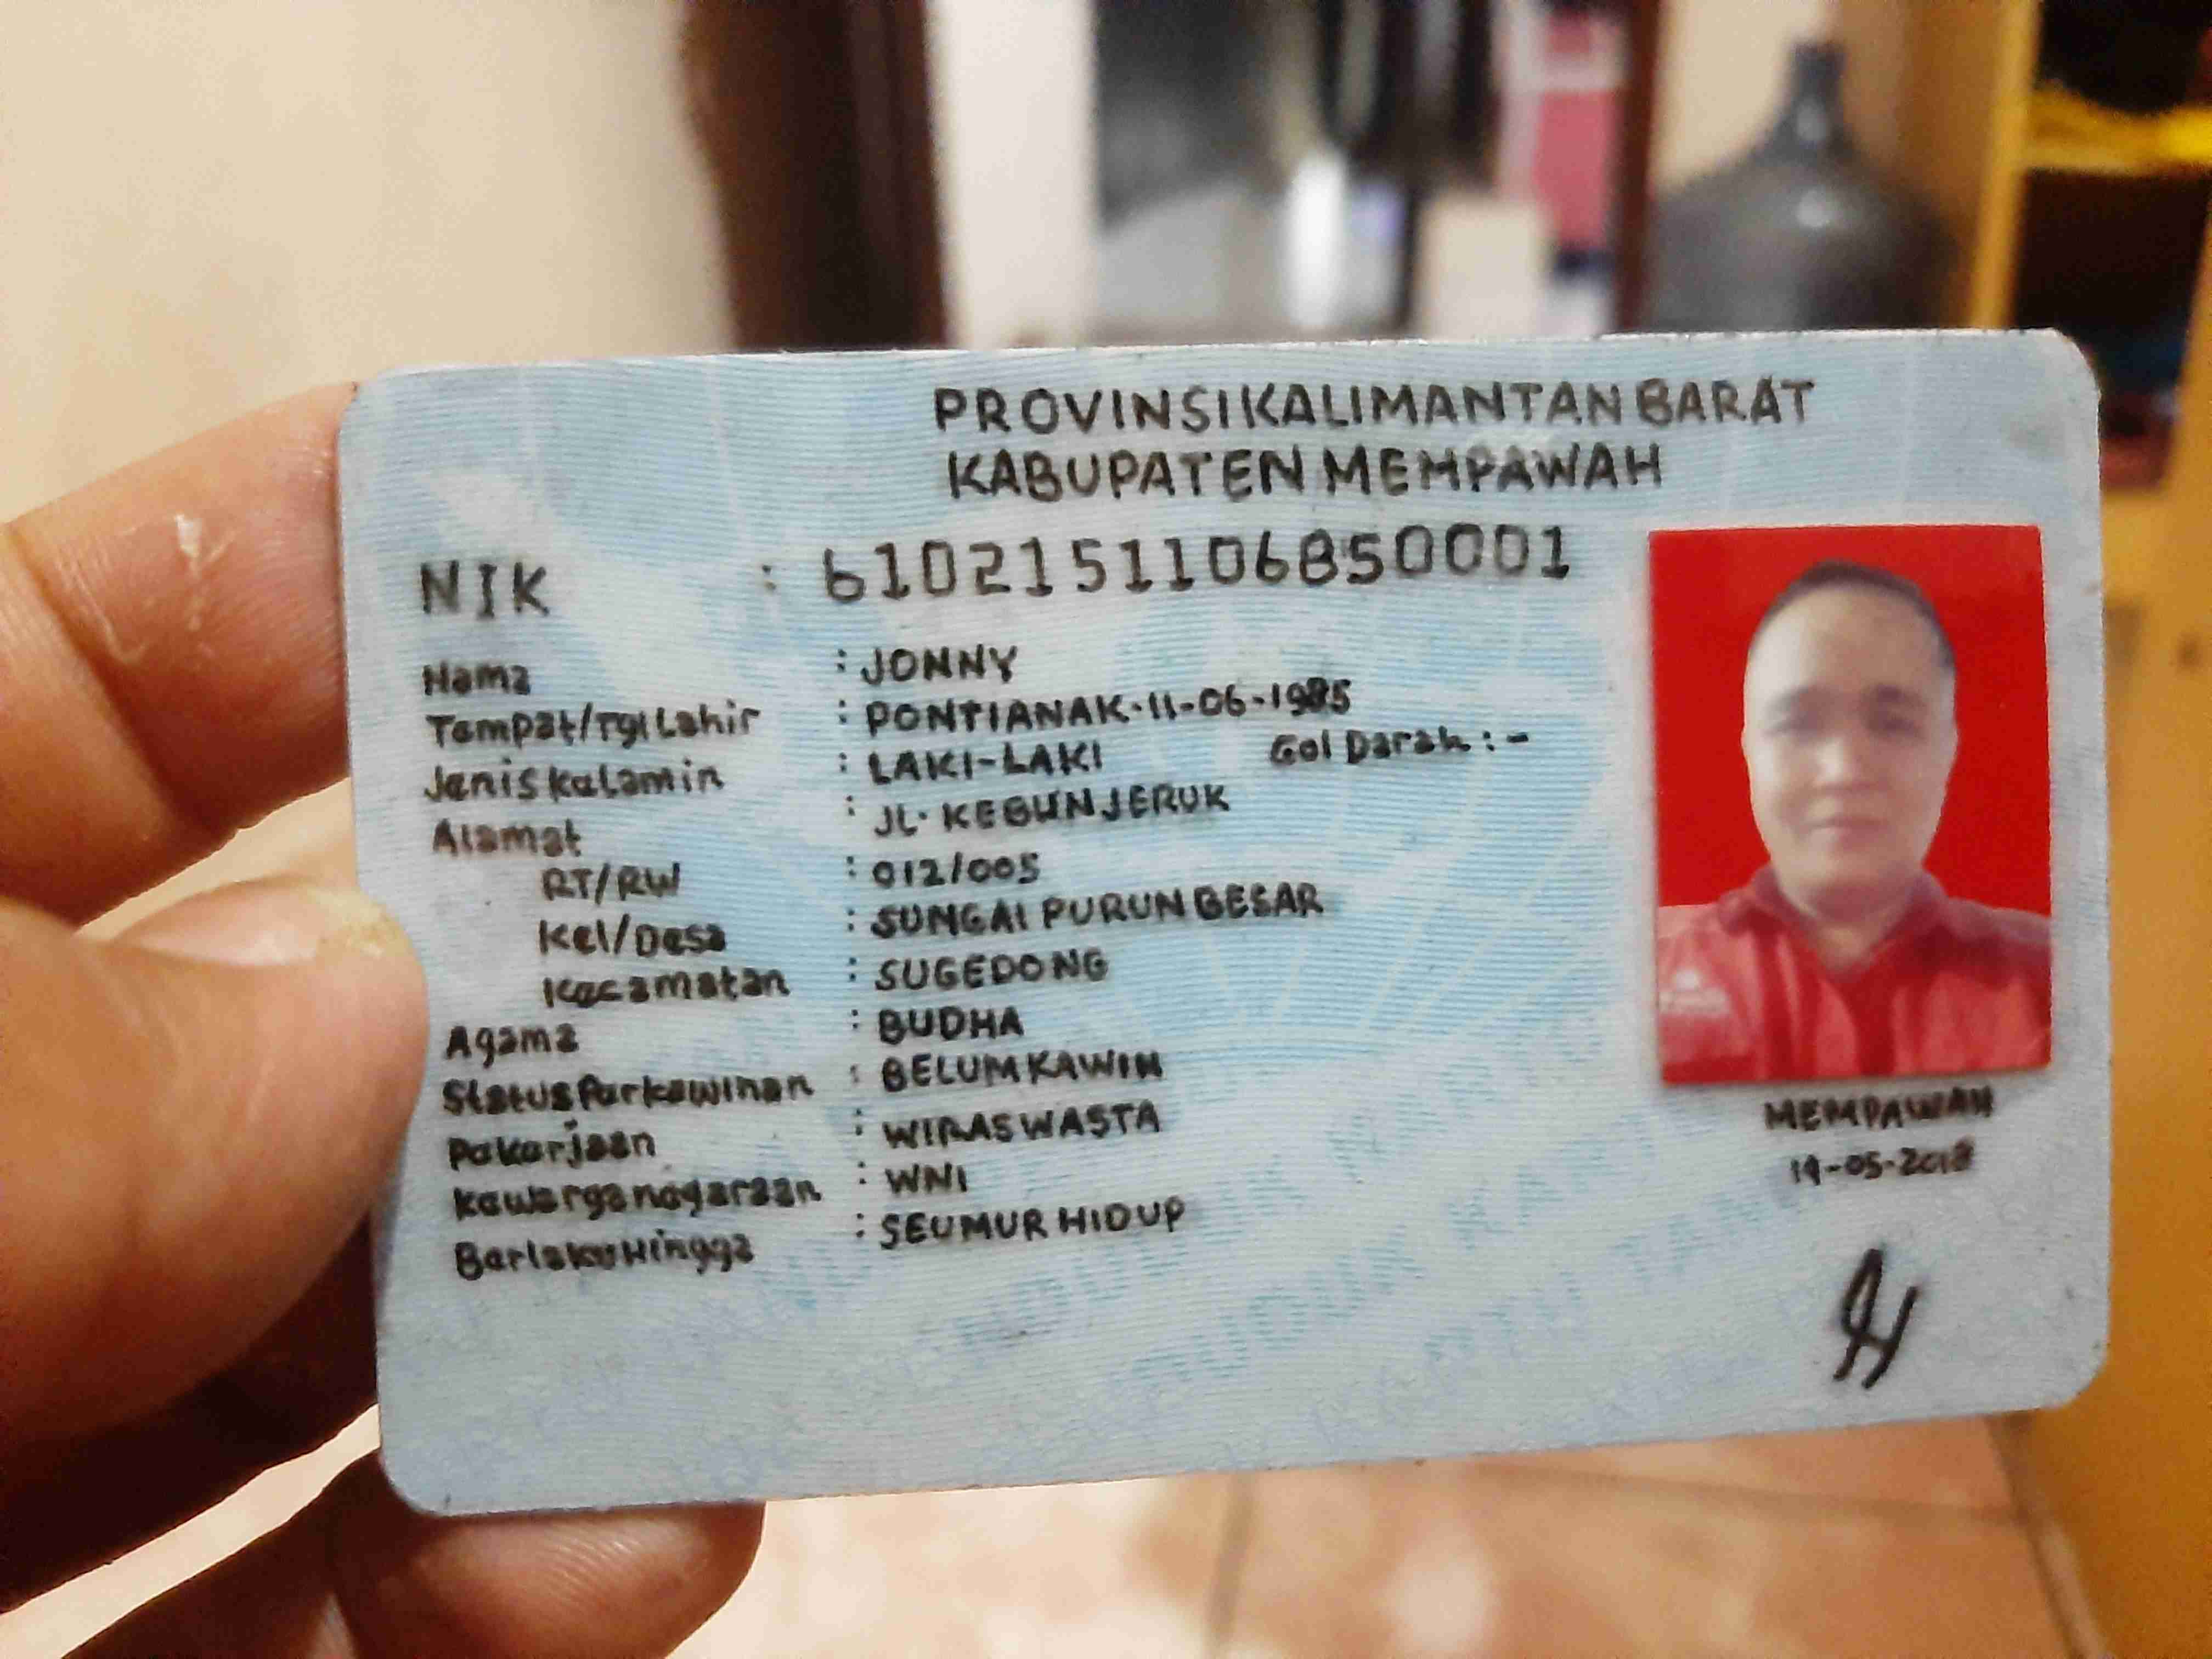 PROVINSI KALIMANTAN BARAT
KABUPATEN MEMPAWAH
NIK : 6102151106850001
Nama : JONNY
Tempat/Tgl Lahir : PONTIANAK-11-06-1985
Jenis kelamin : LAKI-LAKI Gol Darah : -
Alamat : JL. KEBUN JERUK
RT/RW : 012/005
Kel/Desa : SUNGAI PURUN BESAR
Kecamatan : SUGEDONG
Agama : BUDHA
Status Perkawinan : BELUM KAWIN
Pekerjaan : WIRASWASTA
Kewarganegaraan : WNI
Berlaku Hingga : SEUMUR HIDUP
MEMPAWAH
19-05-2018